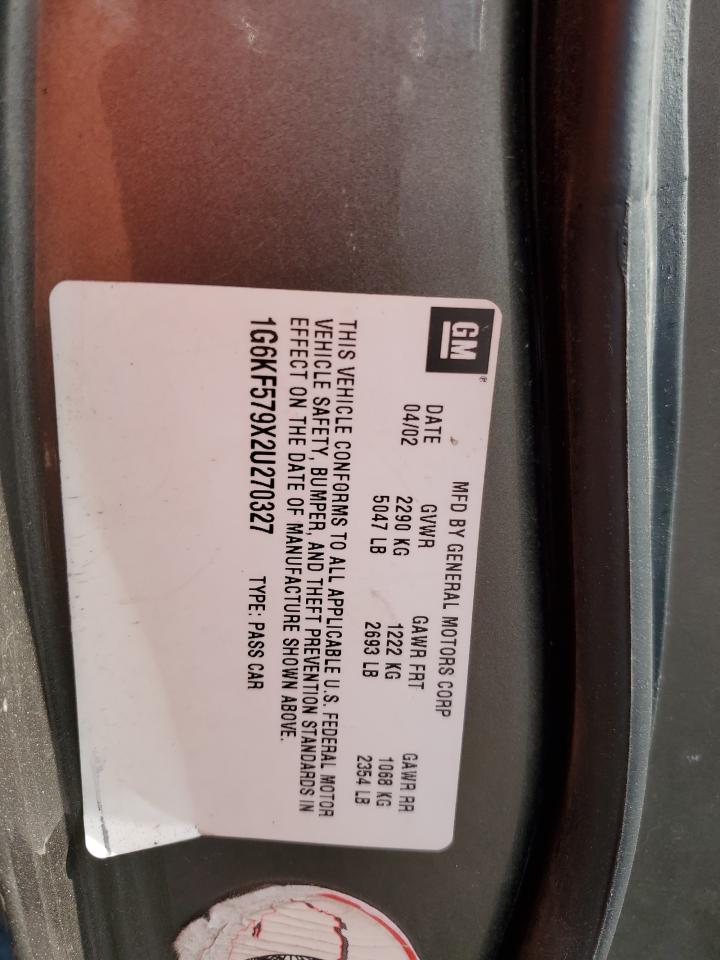 GM®
MFD BY GENERAL MOTORS CORP
DATE GVWR GAWR FRT GAWR RR
04/02 2290 KG 1222 KG 1068 KG
5047 LB 2693 LB 2354 LB
THIS VEHICLE CONFORMS TO ALL APPLICABLE U.S. FEDERAL MOTOR
VEHICLE SAFETY, BUMPER, AND THEFT PREVENTION STANDARDS IN
EFFECT ON THE DATE OF MANUFACTURE SHOWN ABOVE.
1G6KF579X2U270327 TYPE: PASS CAR